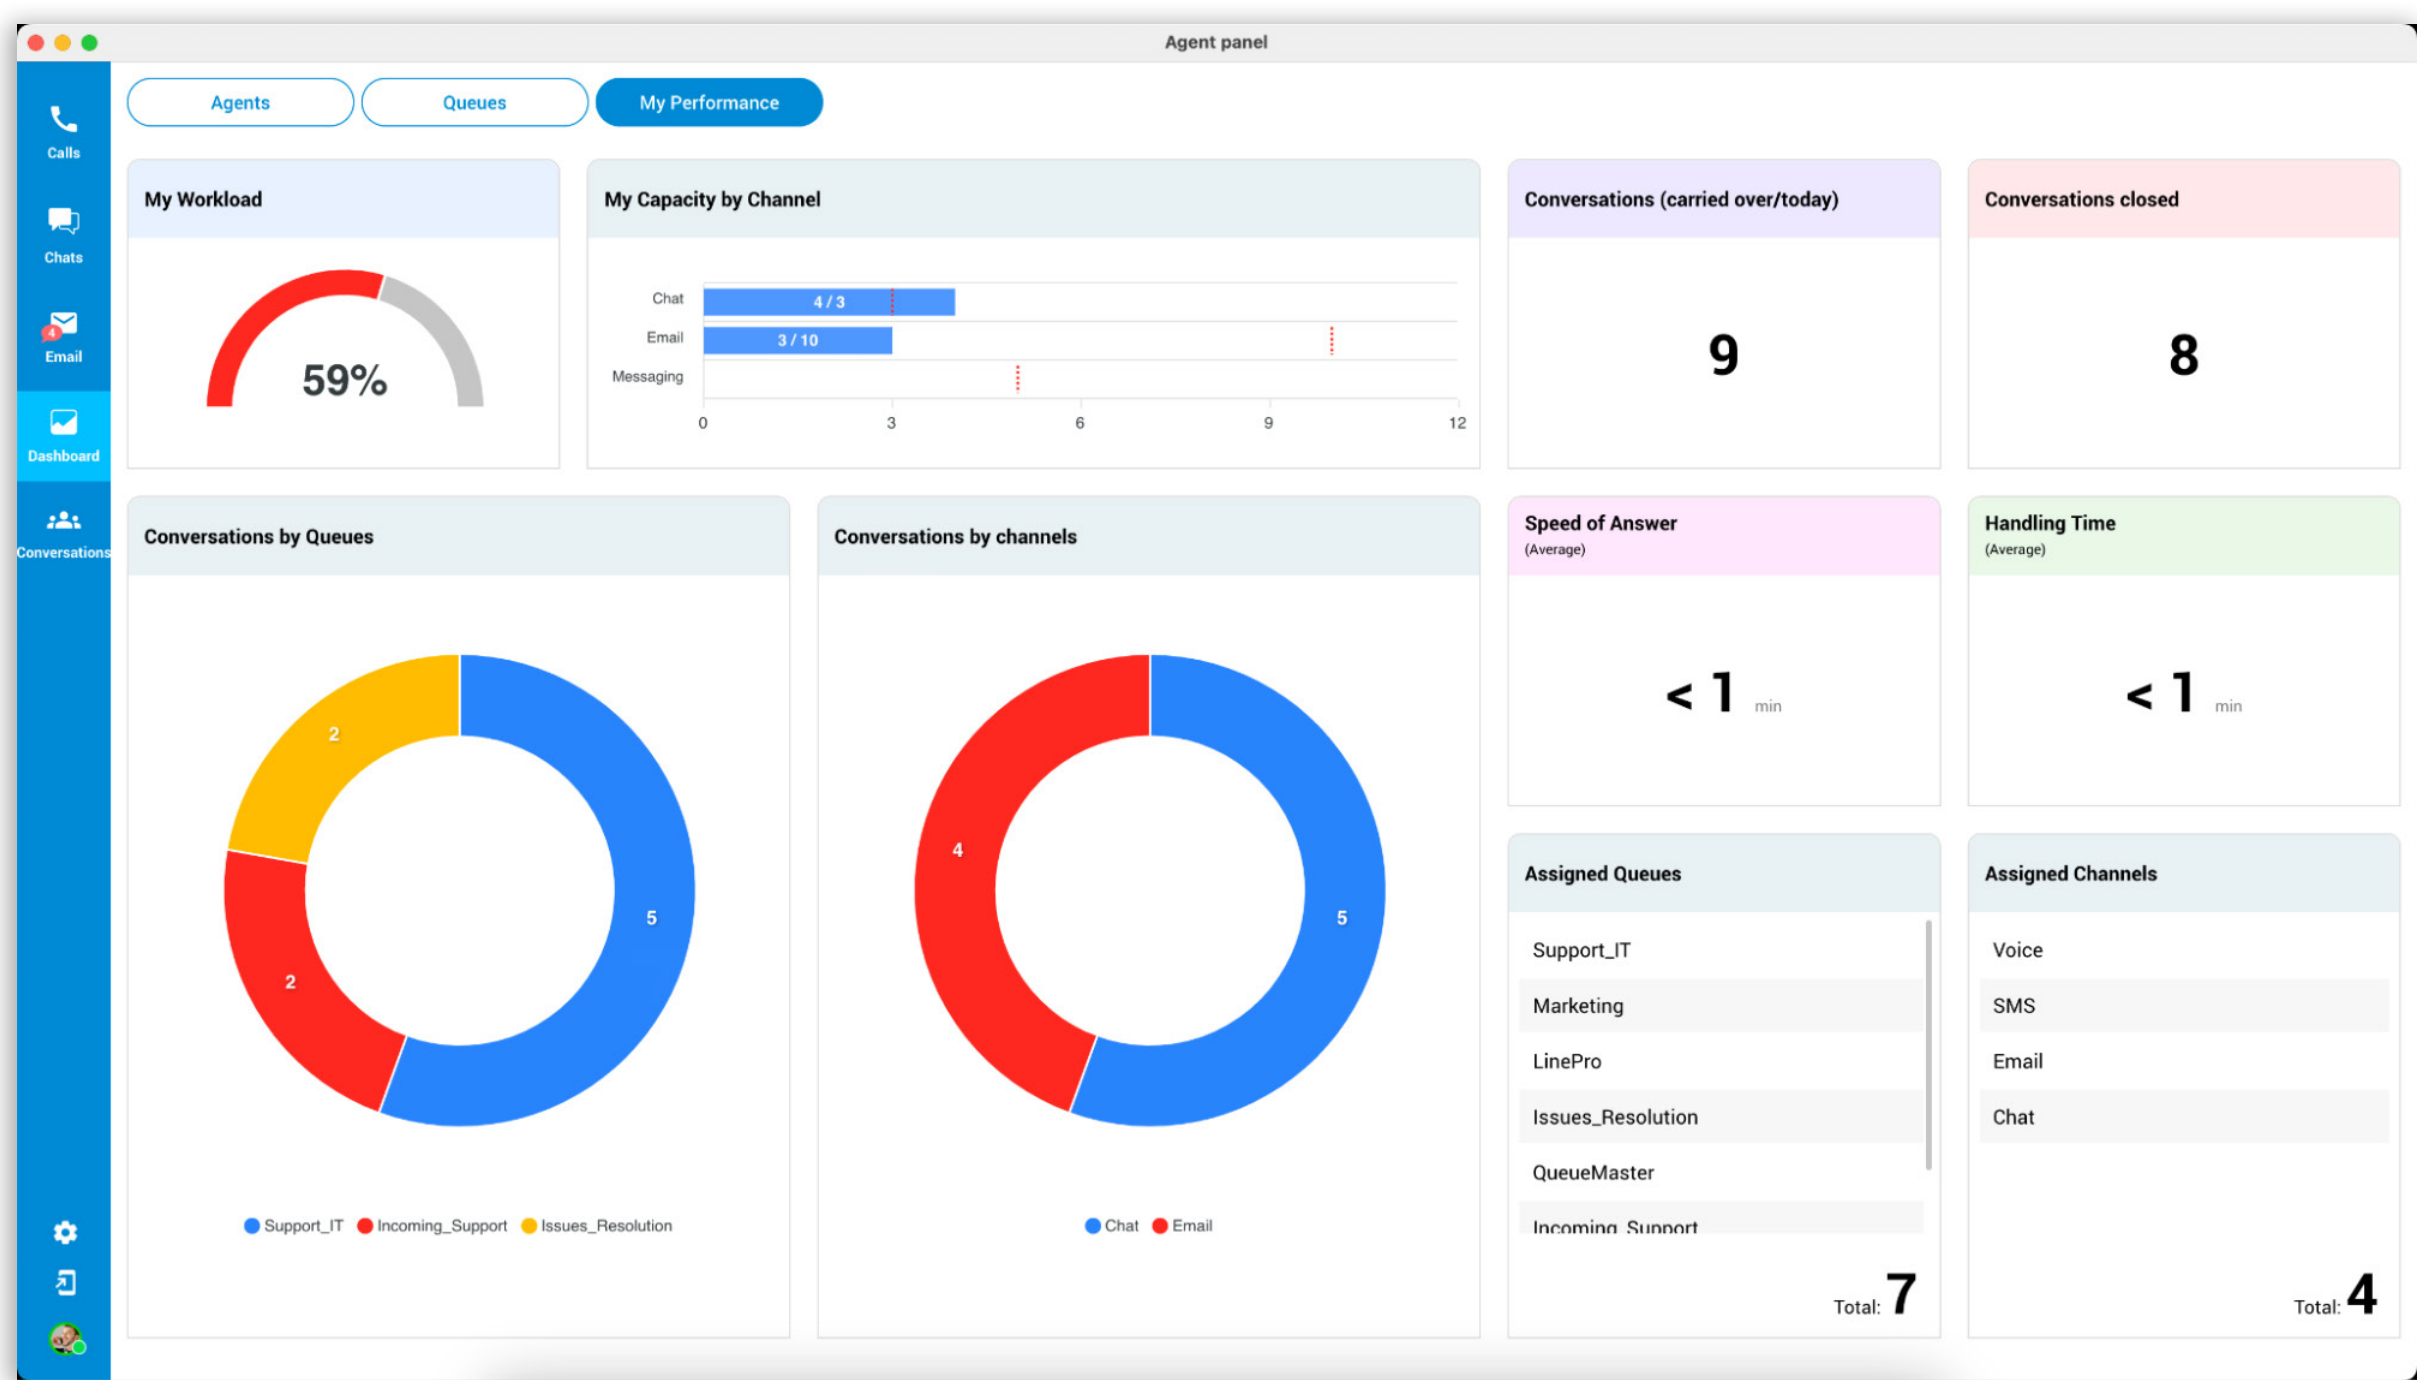 Agent panel
Calls
Chats
4
Email
Dashboard
Conversations
Agents
Queues
My Performance
My Workload
59%
My Capacity by Channel
Chat
4 / 3
Email
3 / 10
Messaging
0 3 6 9 12
Conversations (carried over/today)
9
Conversations closed
8
Conversations by Queues
2
5
2
Support_IT Incoming_Support Issues_Resolution
Conversations by channels
4
5
Chat Email
Speed of Answer
(Average)
< 1 min
Handling Time
(Average)
< 1 min
Assigned Queues
Support_IT
Marketing
LinePro
Issues_Resolution
QueueMaster
Incoming_Support
Total: 7
Assigned Channels
Voice
SMS
Email
Chat
Total: 4